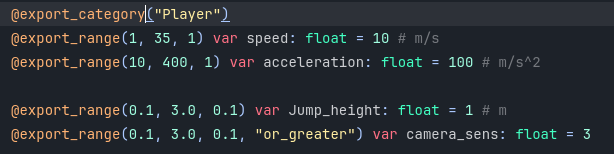 @export_category("Player")
@export_range(1, 35, 1) var speed: float = 10 # m/s
@export_range(10, 400, 1) var acceleration: float = 100 # m/s^2
@export_range(0.1, 3.0, 0.1) var Jump_height: float = 1 # m
@export_range(0.1, 3.0, 0.1, "or_greater") var camera_sens: float = 3